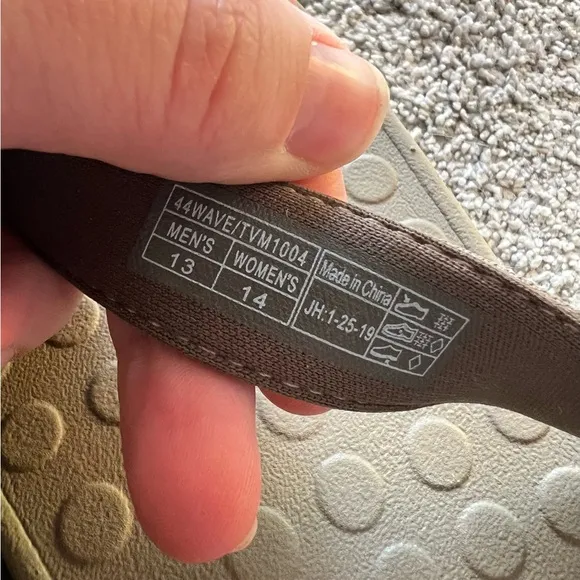 44WAVE/TVM1004
MEN'S WOMEN'S
13 14
Made in China
JH:1-25-19